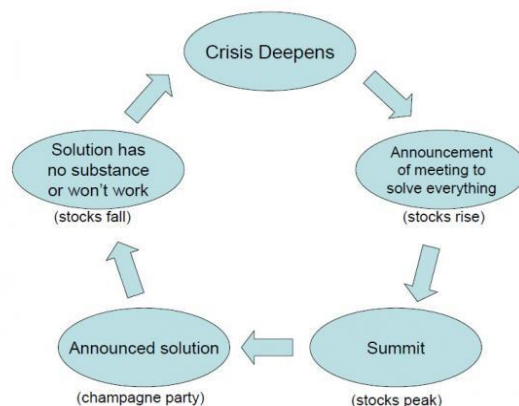 Crisis Deepens
Announcement
of meeting to
solve everything
(stocks rise)
Summit
(stocks peak)
Announced solution
(champagne party)
Solution has
no substance
or won't work
(stocks fall)